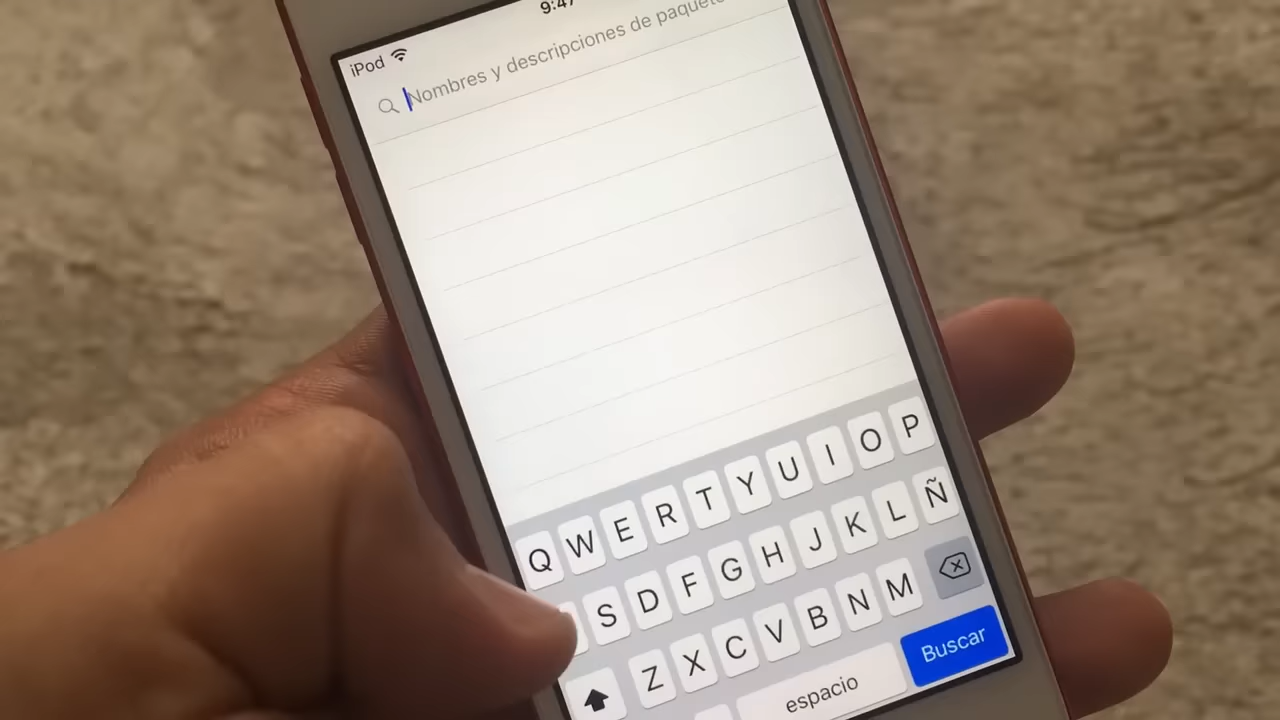 9:47
iPod
Nombres y descripciones de paquete
Q W E R T Y U I O P
S D F G H J K L Ñ
Z X C V B N M
espacio Buscar